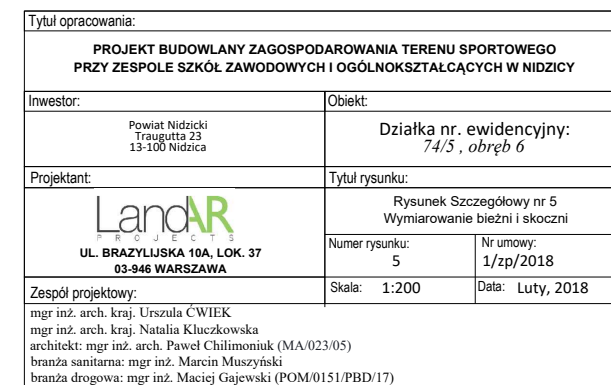 Tytuł opracowania:
PROJEKT BUDOWLANY ZAGOSPODAROWANIA TERENU SPORTOWEGO
PRZY ZESPOLE SZKÓŁ ZAWODOWYCH I OGÓLNOKSZTAŁCĄCYCH W NIDZICY
Inwestor:
Powiat Nidzicki
Traugutta 23
13-100 Nidzica
Obiekt:
Działka nr. ewidencyjny:
74/5 , obręb 6
Projektant:
LandAR
PROJECTS
UL. BRAZYLIJSKA 10A, LOK. 37
03-946 WARSZAWA
Tytuł rysunku:
Rysunek Szczegółowy nr 5
Wymiarowanie bieżni i skoczni
Numer rysunku:
5
Nr umowy:
1/zp/2018
Skala: 1:200
Data: Luty, 2018
Zespół projektowy:
mgr inż. arch. kraj. Urszula ĆWIEK
mgr inż. arch. kraj. Natalia Kluczkowska
architekt: mgr inż. arch. Paweł Chilimoniuk (MA/023/05)
branża sanitarna: mgr inż. Marcin Muszyński
branża drogowa: mgr inż. Maciej Gajewski (POM/0151/PBD/17)